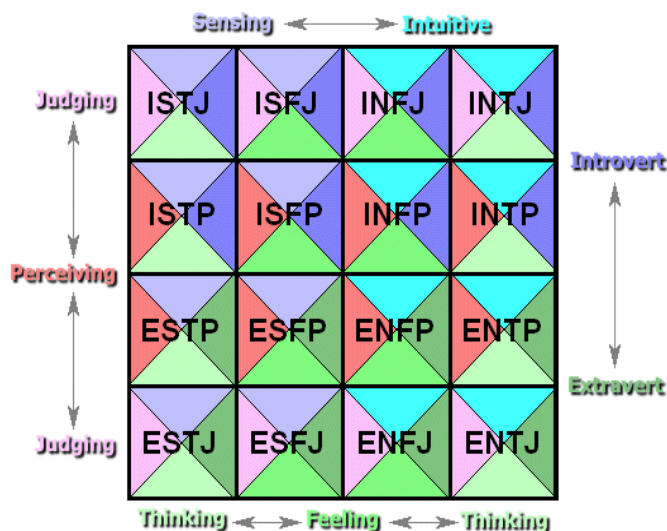 Sensing Intuitive
Judging ISTJ ISFJ INFJ INTJ
Introvert
ISTP ISFP INFP INTP
Perceiving
ESTP ESFP ENFP ENTP
Extravert
Judging ESTJ ESFJ ENFJ ENTJ
Thinking Feeling Thinking